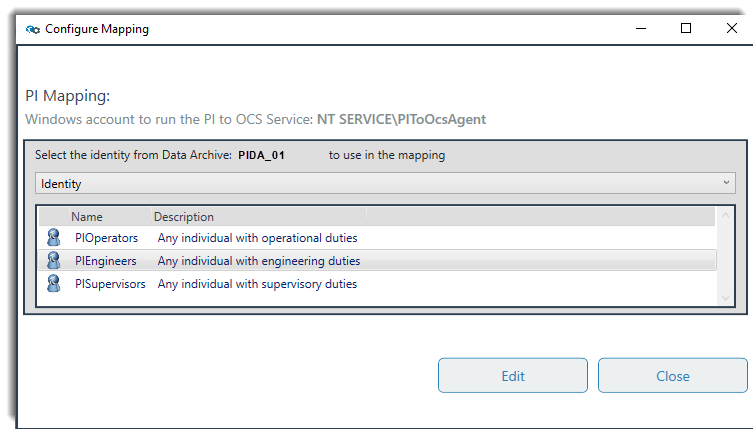 Configure Mapping
PI Mapping:
Windows account to run the PI to OCS Service: NT SERVICE\PIToOcsAgent
Select the identity from Data Archive: PIDA_01 to use in the mapping
Identity
Name Description
PIOperators Any individual with operational duties
PIEngineers Any individual with engineering duties
PISupervisors Any individual with supervisory duties
Edit Close